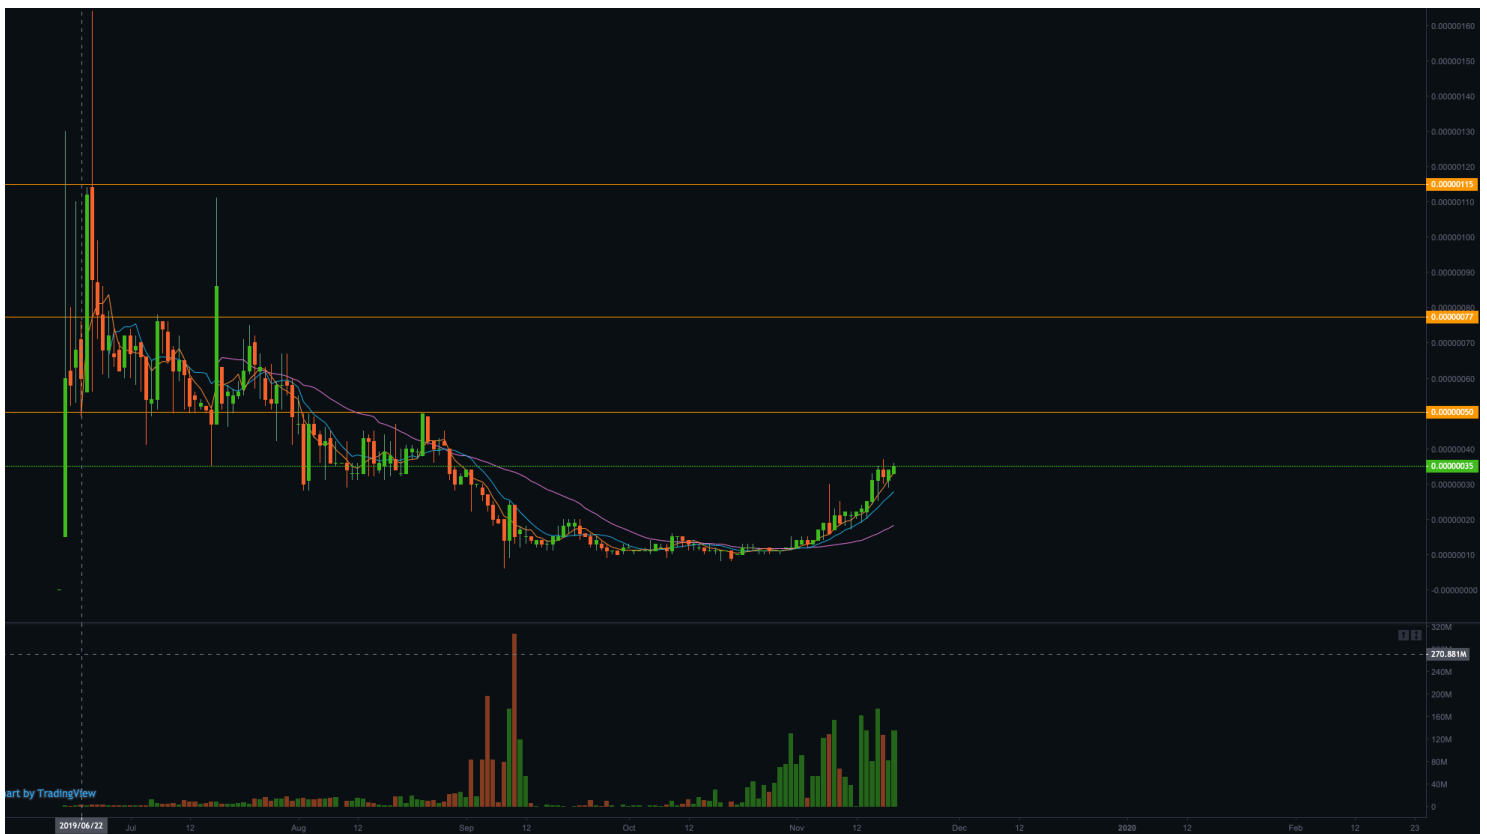 0.00000160
0.00000150
0.00000140
0.00000130
0.00000120
0.00000115
0.00000110
0.00000100
0.00000090
0.00000080
0.00000077
0.00000070
0.00000060
0.00000050
0.00000040
0.00000035
0.00000030
0.00000020
0.00000010
-0.00000000
320M
270.881M
240M
200M
160M
120M
80M
40M
0
art by TradingView
2019/06/22 Jul 12 Aug 12 Sep 12 Oct 12 Nov 12 Dec 12 2020 12 Feb 12 23